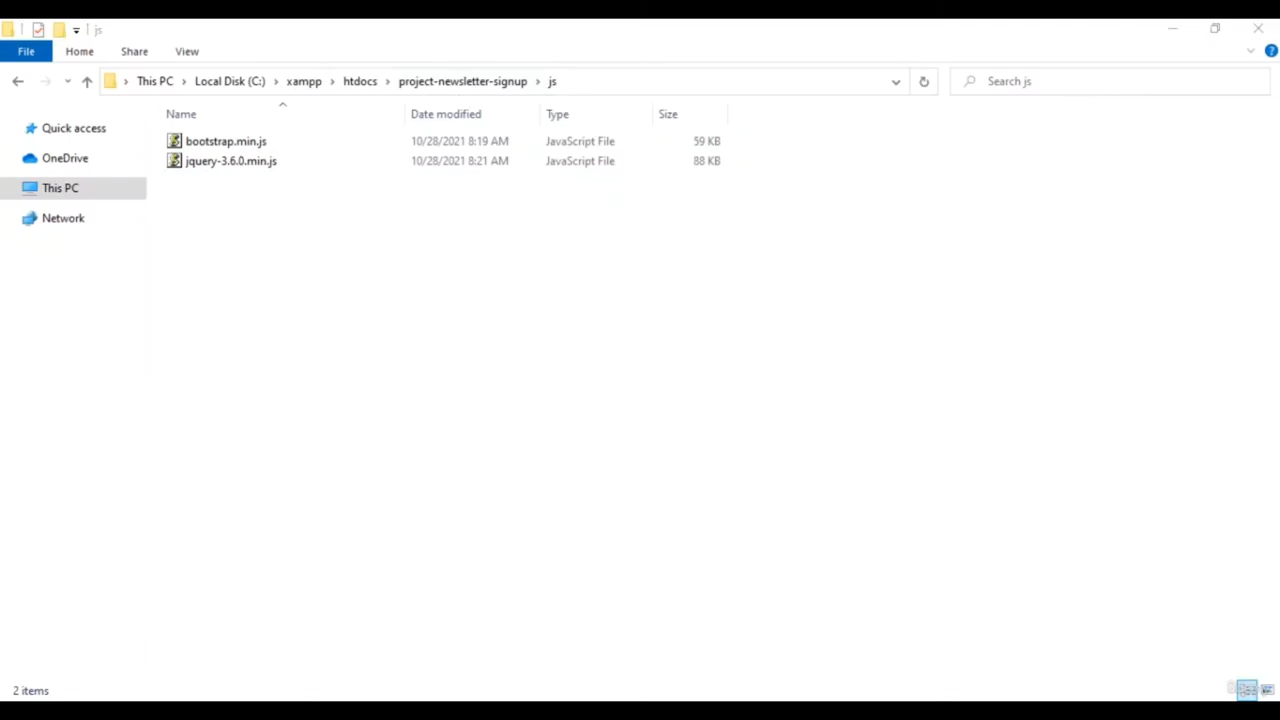 js
File Home Share View
This PC Local Disk (C:) xampp htdocs project-newsletter-signup js Search js
Name Date modified Type Size
Quick access
bootstrap.min.js 10/28/2021 8:19 AM JavaScript File 59 KB
OneDrive
jquery-3.6.0.min.js 10/28/2021 8:21 AM JavaScript File 88 KB
This PC
Network
2 items